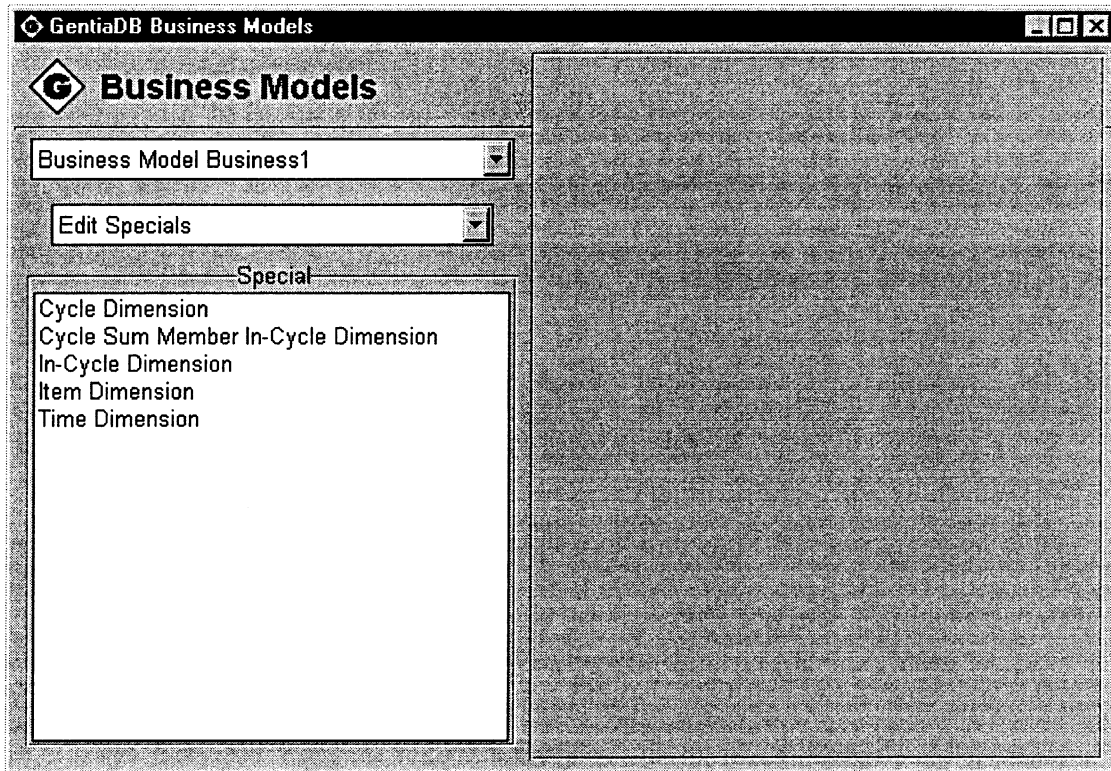 GentiaDB Business Models
G Business Models
Business Model Business1
Edit Specials
Special
Cycle Dimension
Cycle Sum Member In-Cycle Dimension
In-Cycle Dimension
Item Dimension
Time Dimension